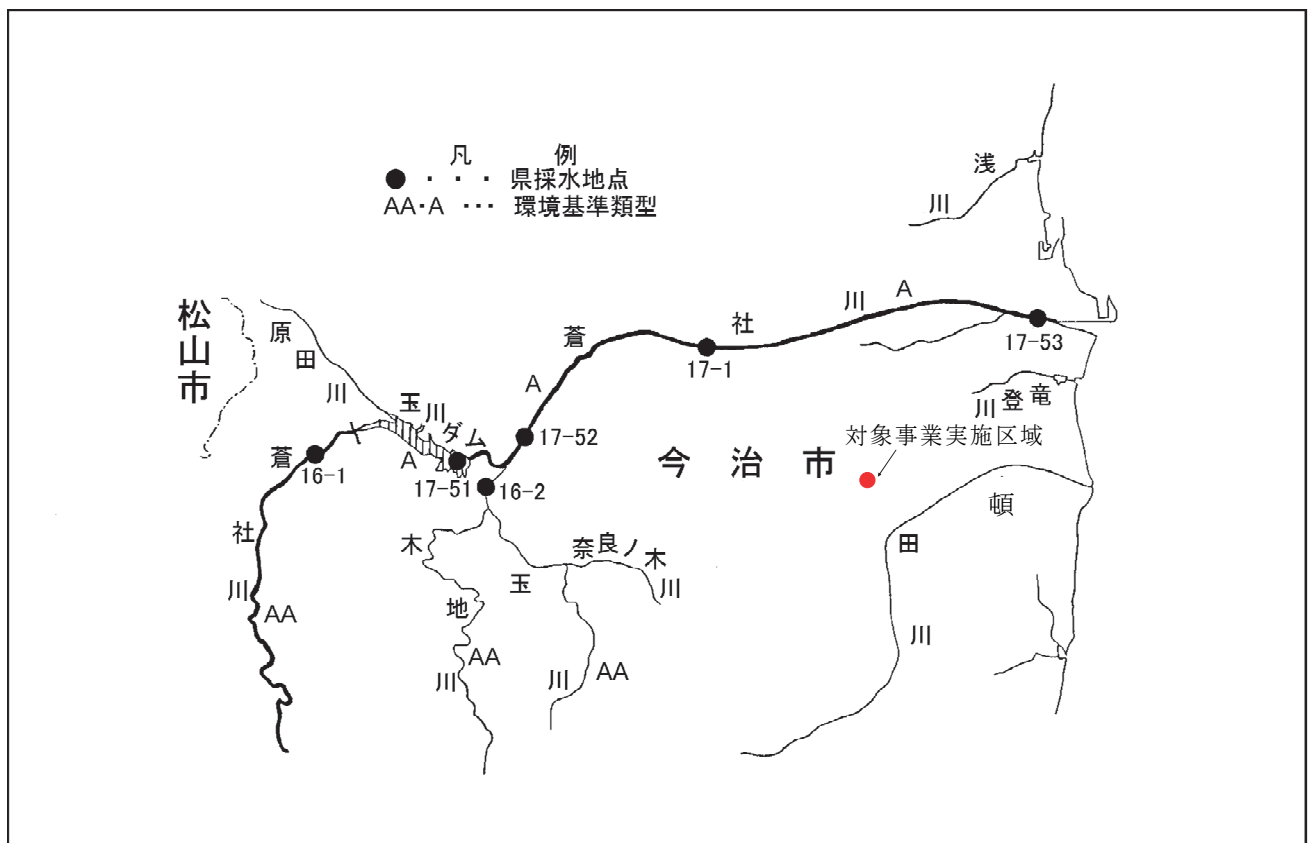 凡 例
● ・ ・ ・ 県採水地点
AA・A ・・・ 環境基準類型
浅川
松山市
原田川
玉川ダム
A
蒼社川
A
A
AA
16-1
17-51
16-2
17-52
17-1
17-53
竜登川
対象事業実施区域
今 治 市
頓田川
木地川
AA
玉川
AA
奈良ノ木川